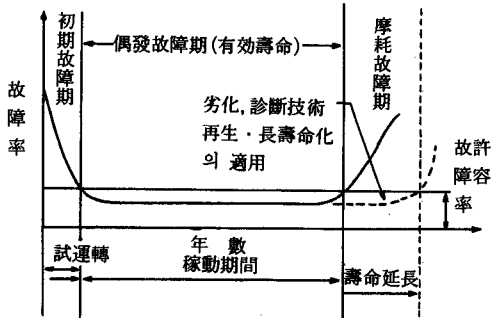 初期故障期
偶發故障期(有効壽命)
摩耗故障期
故障率
劣化, 診斷技術
再生·長壽命化
의 適用
許容
故障率
試運轉
年 數
稼動期間
壽命延長